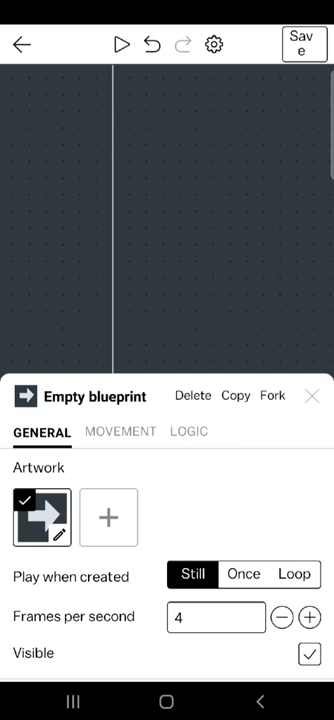 Sav
e
Empty blueprint Delete Copy Fork
GENERAL MOVEMENT LOGIC
Artwork
Play when created Still Once Loop
Frames per second 4
Visible